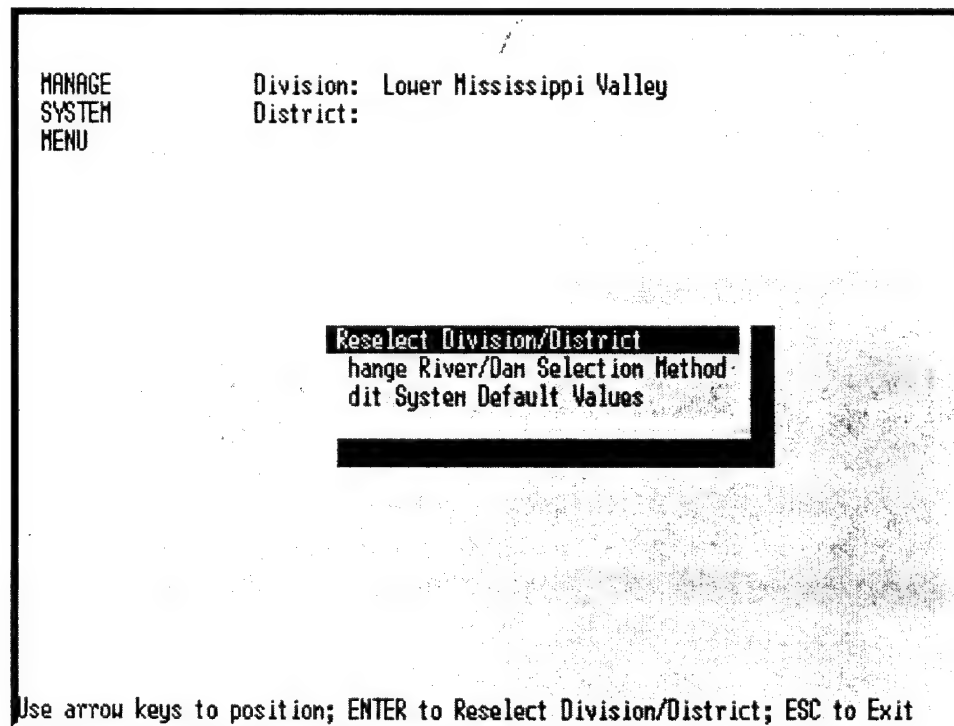 MANAGE Division: Lower Mississippi Valley
SYSTEM District:
MENU
Reselect Division/District
hange River/Dam Selection Method
dit System Default Values
Use arrow keys to position; ENTER to Reselect Division/District; ESC to Exit